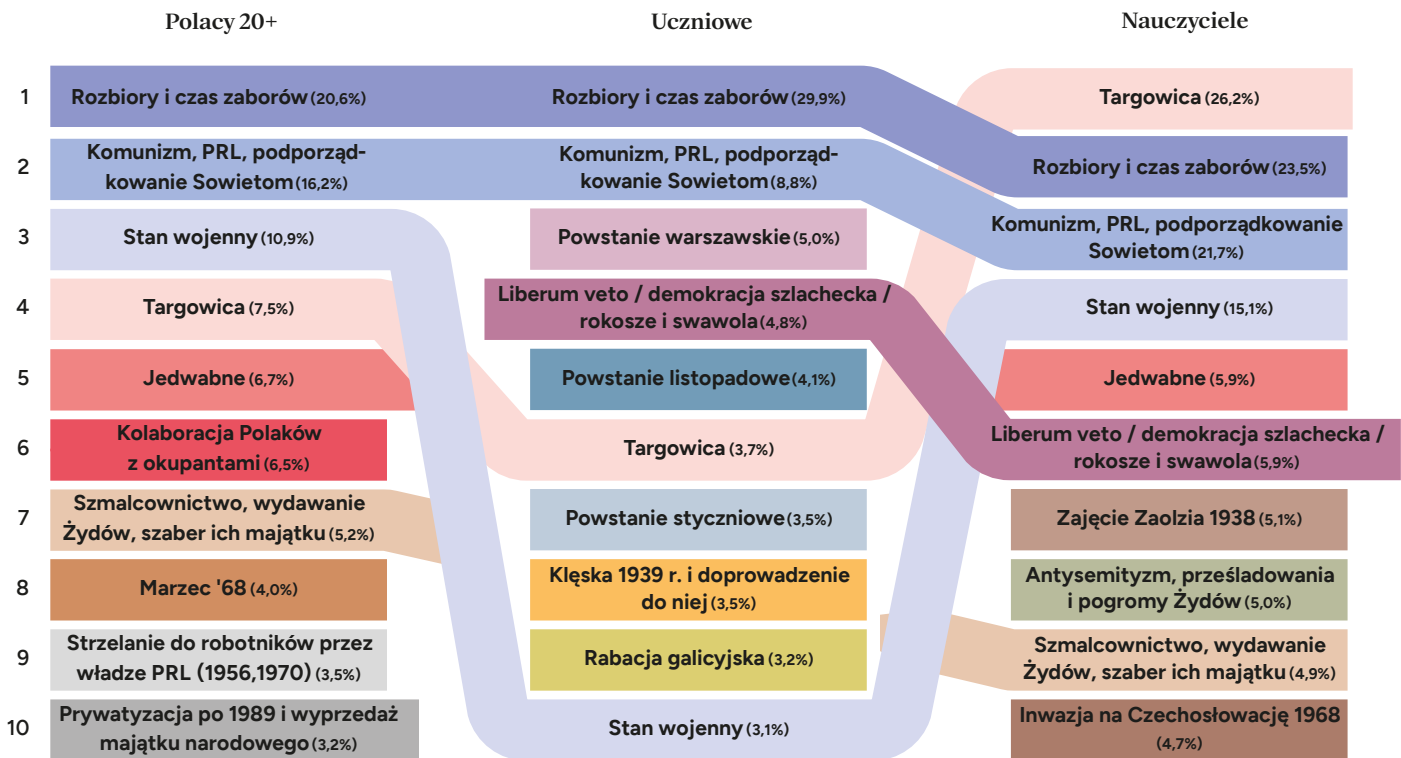 Polacy 20+
Uczniowe
Nauczyciele
1
Rozbiory i czas zaborów (20,6%)
Rozbiory i czas zaborów (29,9%)
Targowica (26,2%)
2
Komunizm, PRL, podporząd-
kowanie Sowietom (16,2%)
Komunizm, PRL, podporząd-
kowanie Sowietom (8,8%)
Rozbiory i czas zaborów (23,5%)
3
Stan wojenny (10,9%)
Powstanie warszawskie (5,0%)
Komunizm, PRL, podporządkowanie
Sowietom (21,7%)
4
Targowica (7,5%)
Liberum veto / demokracja szlachecka /
rokosze i swawola (4,8%)
Stan wojenny (15,1%)
5
Jedwabne (6,7%)
Powstanie listopadowe (4,1%)
Jedwabne (5,9%)
6
Kolaboracja Polaków
z okupantami (6,5%)
Targowica (3,7%)
Liberum veto / demokracja szlachecka /
rokosze i swawola (5,9%)
7
Szmalcownictwo, wydawanie
Żydów, szaber ich majątku (5,2%)
Powstanie styczniowe (3,5%)
Zajęcie Zaolzia 1938 (5,1%)
8
Marzec '68 (4,0%)
Klęska 1939 r. i doprowadzenie
do niej (3,5%)
Antysemityzm, prześladowania
i pogromy Żydów (5,0%)
9
Strzelanie do robotników przez
władze PRL (1956,1970) (3,5%)
Rabacja galicyjska (3,2%)
Szmalcownictwo, wydawanie
Żydów, szaber ich majątku (4,9%)
10
Prywatyzacja po 1989 i wyprzedaż
majątku narodowego (3,2%)
Stan wojenny (3,1%)
Inwazja na Czechosłowację 1968
(4,7%)